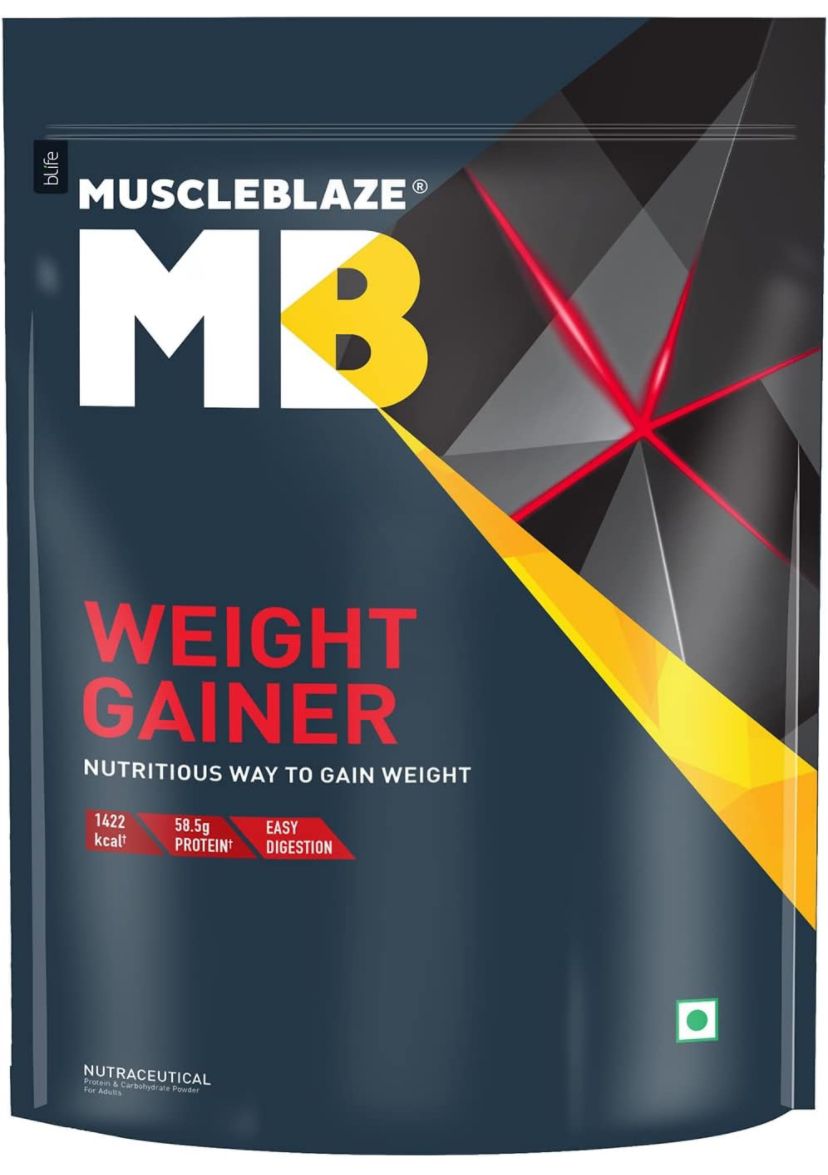 blife
MUSCLEBLAZE®
MB
WEIGHT
GAINER
NUTRITIOUS WAY TO GAIN WEIGHT
1422
kcal†
58.5g
PROTEIN†
EASY
DIGESTION
NUTRACEUTICAL
Protein & Carbohydrate Powder
For Adults